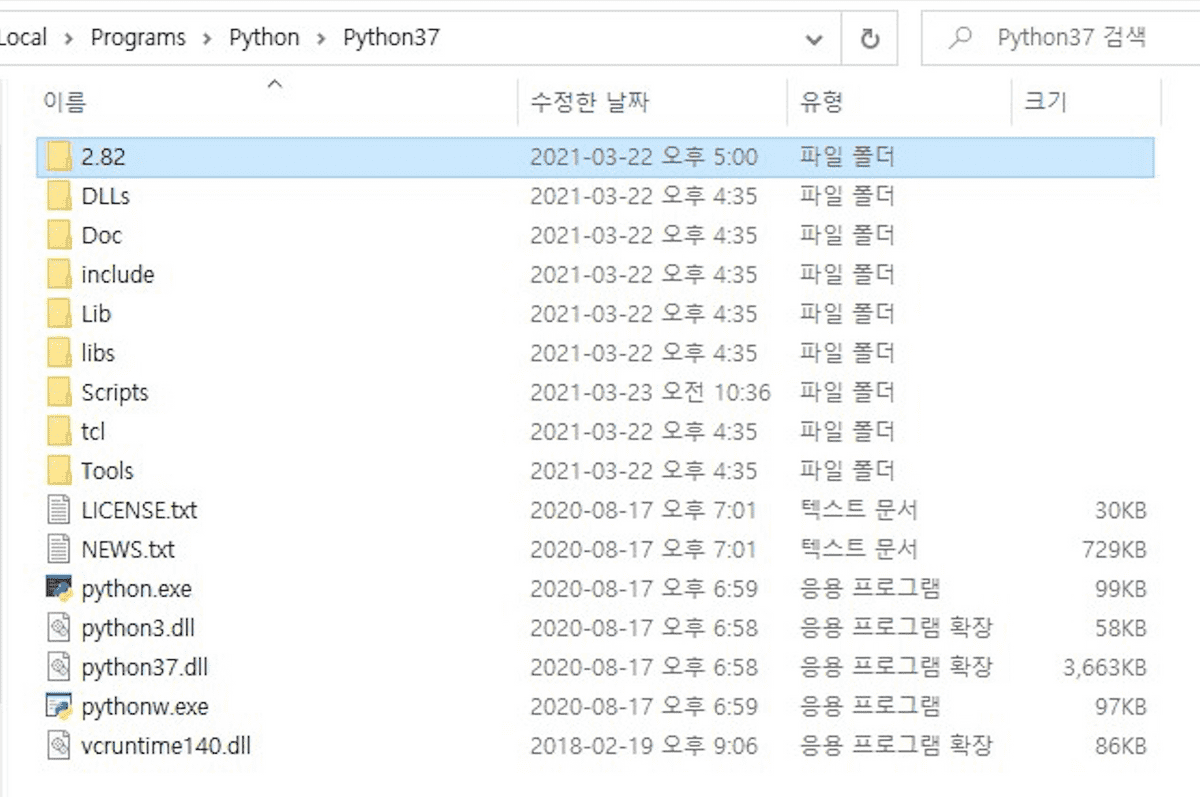 Local > Programs > Python > Python37 Python37 검색
이름 수정한 날짜 유형 크기
2.82 2021-03-22 오후 5:00 파일 폴더
DLLs 2021-03-22 오후 4:35 파일 폴더
Doc 2021-03-22 오후 4:35 파일 폴더
include 2021-03-22 오후 4:35 파일 폴더
Lib 2021-03-22 오후 4:35 파일 폴더
libs 2021-03-22 오후 4:35 파일 폴더
Scripts 2021-03-23 오전 10:36 파일 폴더
tcl 2021-03-22 오후 4:35 파일 폴더
Tools 2021-03-22 오후 4:35 파일 폴더
LICENSE.txt 2020-08-17 오후 7:01 텍스트 문서 30KB
NEWS.txt 2020-08-17 오후 7:01 텍스트 문서 729KB
python.exe 2020-08-17 오후 6:59 응용 프로그램 99KB
python3.dll 2020-08-17 오후 6:58 응용 프로그램 확장 58KB
python37.dll 2020-08-17 오후 6:58 응용 프로그램 확장 3,663KB
pythonw.exe 2020-08-17 오후 6:59 응용 프로그램 97KB
vcruntime140.dll 2018-02-19 오후 9:06 응용 프로그램 확장 86KB